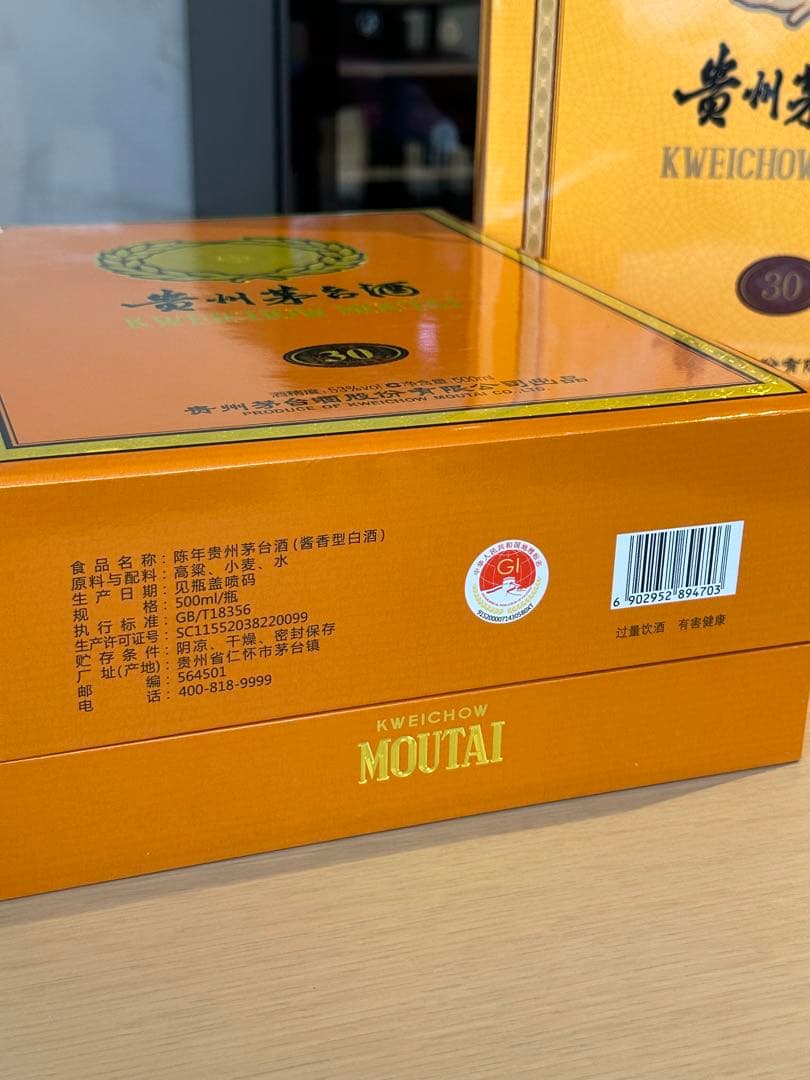 贵州茅
KWEICHOW
30
贵州茅台酒
KWEICHOW MOUTAI
30
酒精度:53%vol 净含量:500ml
贵州茅台酒股份有限公司出品
PRODUCE OF KWEICHOW MOUTAI CO.,LTD
食品名称:陈年贵州茅台酒(酱香型白酒)
原料与配料:高粱、小麦、水
生产日期:见瓶盖喷码
规格:500ml/瓶
执行标准:GB/T18356
生产许可证号:SC11552038220099
贮存条件:阴凉、干燥、密封保存
厂址(产地):贵州省仁怀市茅台镇
邮编:564501
电话:400-818-9999
GI
6 902952 894703
过量饮酒 有害健康
KWEICHOW
MOUTAI